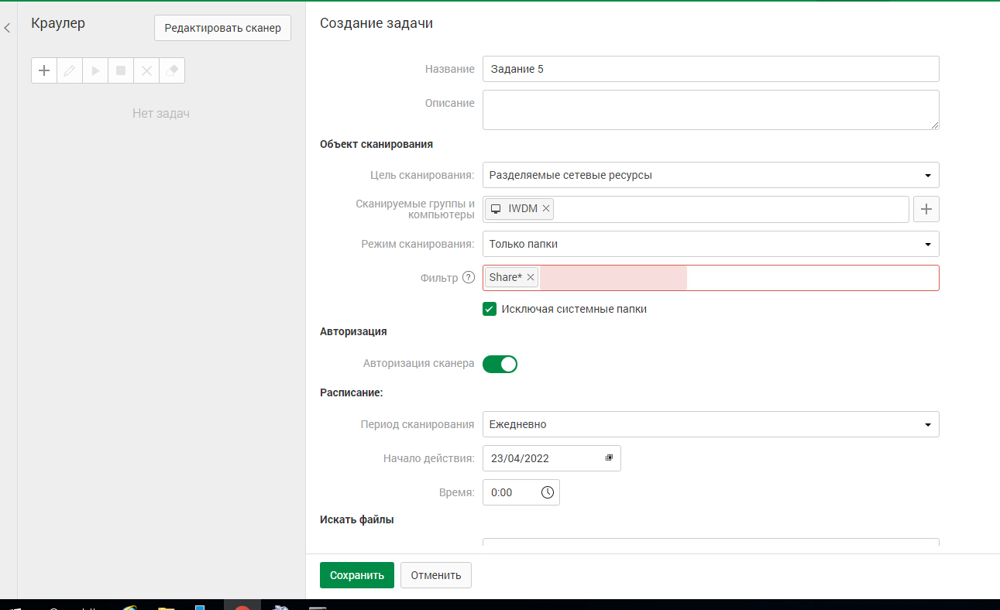 Краулер
Редактировать сканер
Нет задач
Создание задачи
Название
Задание 5
Описание
Объект сканирования
Цель сканирования:
Разделяемые сетевые ресурсы
Сканируемые группы и
компьютеры
IWDM
Режим сканирования:
Только папки
Фильтр ?
Share*
Исключая системные папки
Авторизация
Авторизация сканера
Расписание:
Период сканирования
Ежедневно
Начало действия:
23/04/2022
Время:
0:00
Искать файлы
Сохранить
Отменить